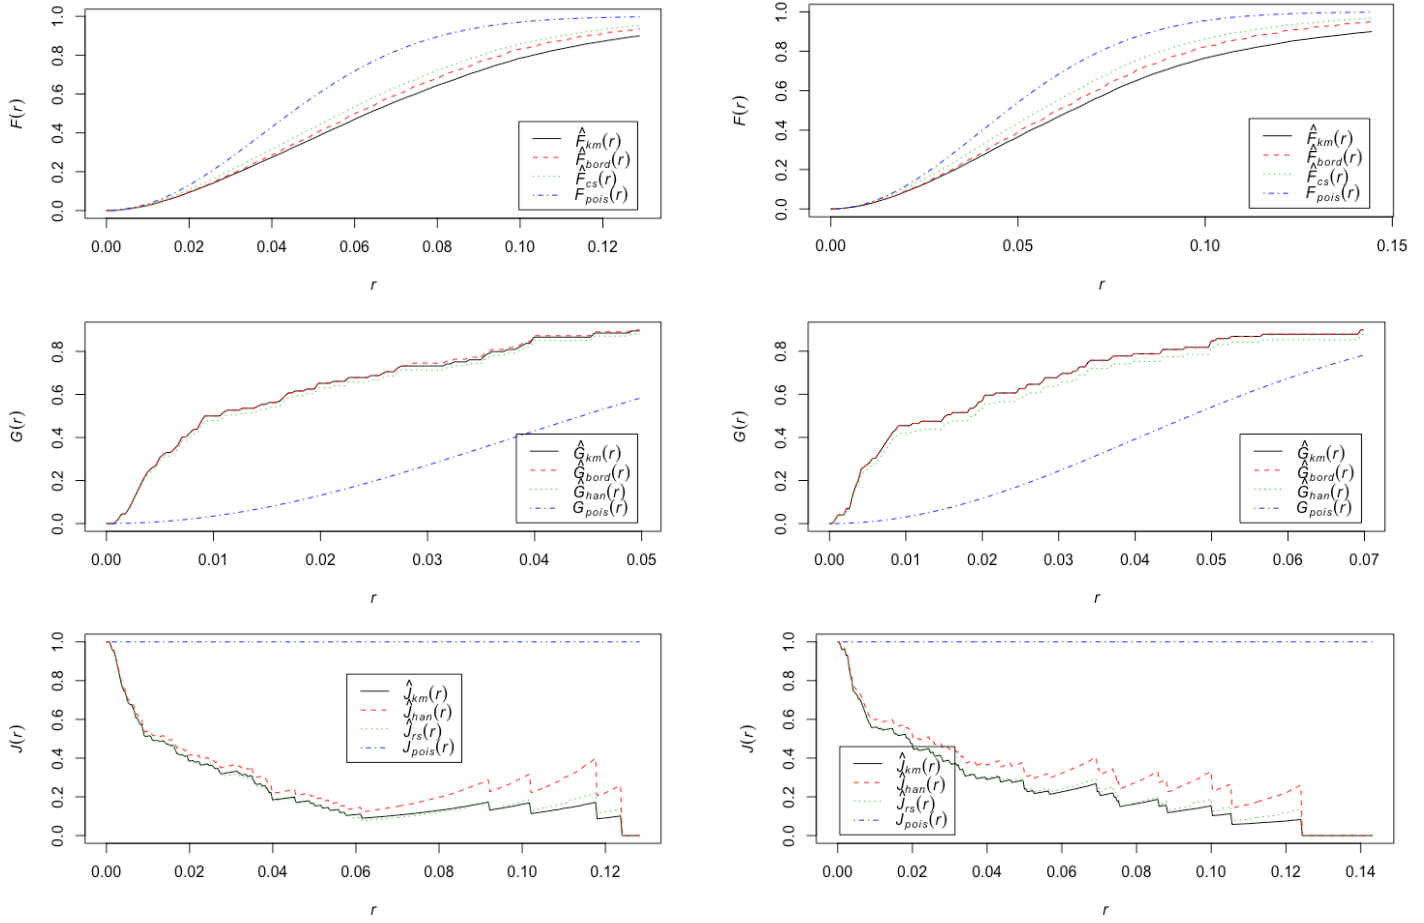 F(r)
0.0 0.2 0.4 0.6 0.8 1.0
F̂km(r)
F̂bord(r)
F̂cs(r)
Fpois(r)
0.00 0.02 0.04 0.06 0.08 0.10 0.12
r
F(r)
0.0 0.2 0.4 0.6 0.8 1.0
F̂km(r)
F̂bord(r)
F̂cs(r)
Fpois(r)
0.00 0.05 0.10 0.15
r
G(r)
0.0 0.2 0.4 0.6 0.8
Ĝkm(r)
Ĝbord(r)
Ĝhan(r)
Gpois(r)
0.00 0.01 0.02 0.03 0.04 0.05
r
G(r)
0.0 0.2 0.4 0.6 0.8
Ĝkm(r)
Ĝbord(r)
Ĝhan(r)
Gpois(r)
0.00 0.01 0.02 0.03 0.04 0.05 0.06 0.07
r
J(r)
0.0 0.2 0.4 0.6 0.8 1.0
Ĵkm(r)
Ĵhan(r)
Ĵrs(r)
Jpois(r)
0.00 0.02 0.04 0.06 0.08 0.10 0.12
r
J(r)
0.0 0.2 0.4 0.6 0.8 1.0
Ĵkm(r)
Ĵhan(r)
Ĵrs(r)
Jpois(r)
0.00 0.02 0.04 0.06 0.08 0.10 0.12 0.14
r